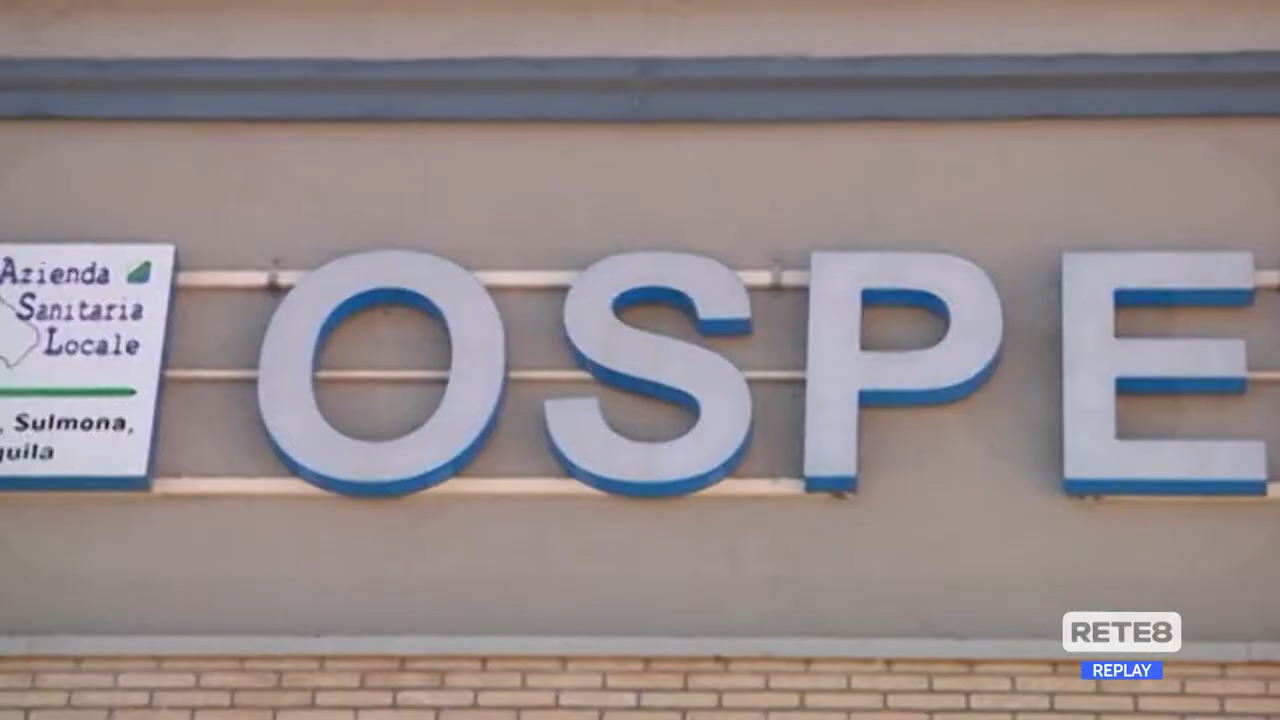 Azienda
Sanitaria
Locale
, Sulmona,
OSPE
RETE8
REPLAY